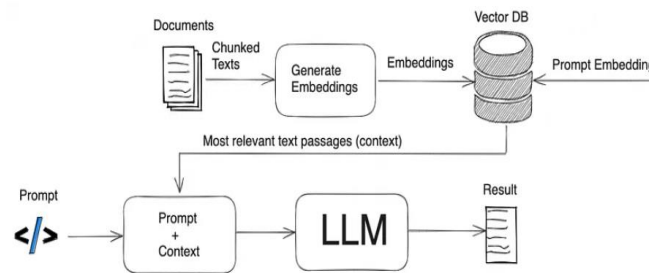 Documents
Vector DB
Chunked
Texts
Generate
Embeddings
Embeddings
Prompt Embedding
Most relevant text passages (context)
Prompt
</>
Prompt
+
Context
LLM
Result